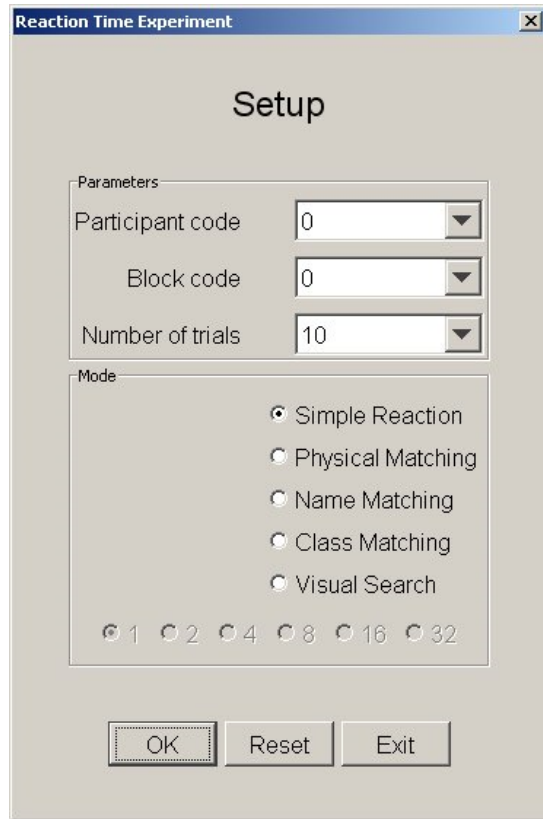 Reaction Time Experiment
Setup
Parameters
Participant code 0
Block code 0
Number of trials 10
Mode
Simple Reaction
Physical Matching
Name Matching
Class Matching
Visual Search
1 2 4 8 16 32
OK Reset Exit